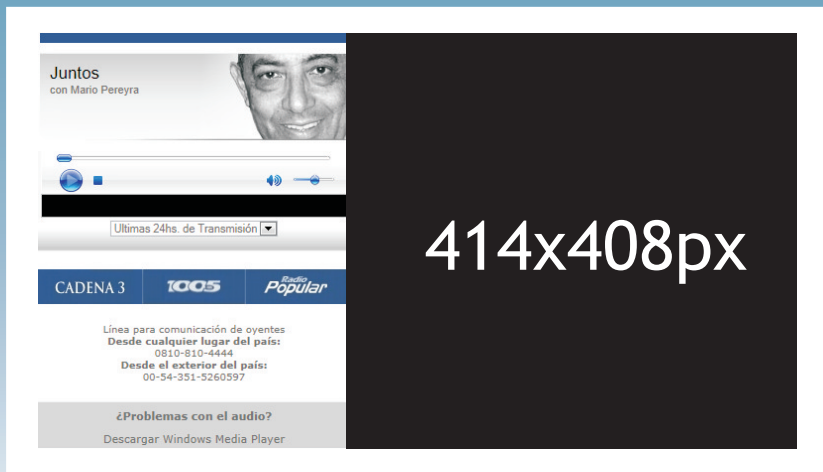 Juntos
con Mario Pereyra
Ultimas 24hs. de Transmisión
CADENA 3
1005
Radio
Popular
Línea para comunicación de oyentes
Desde cualquier lugar del país:
0810-810-4444
Desde el exterior del país:
00-54-351-5260597
¿Problemas con el audio?
Descargar Windows Media Player
414x408px